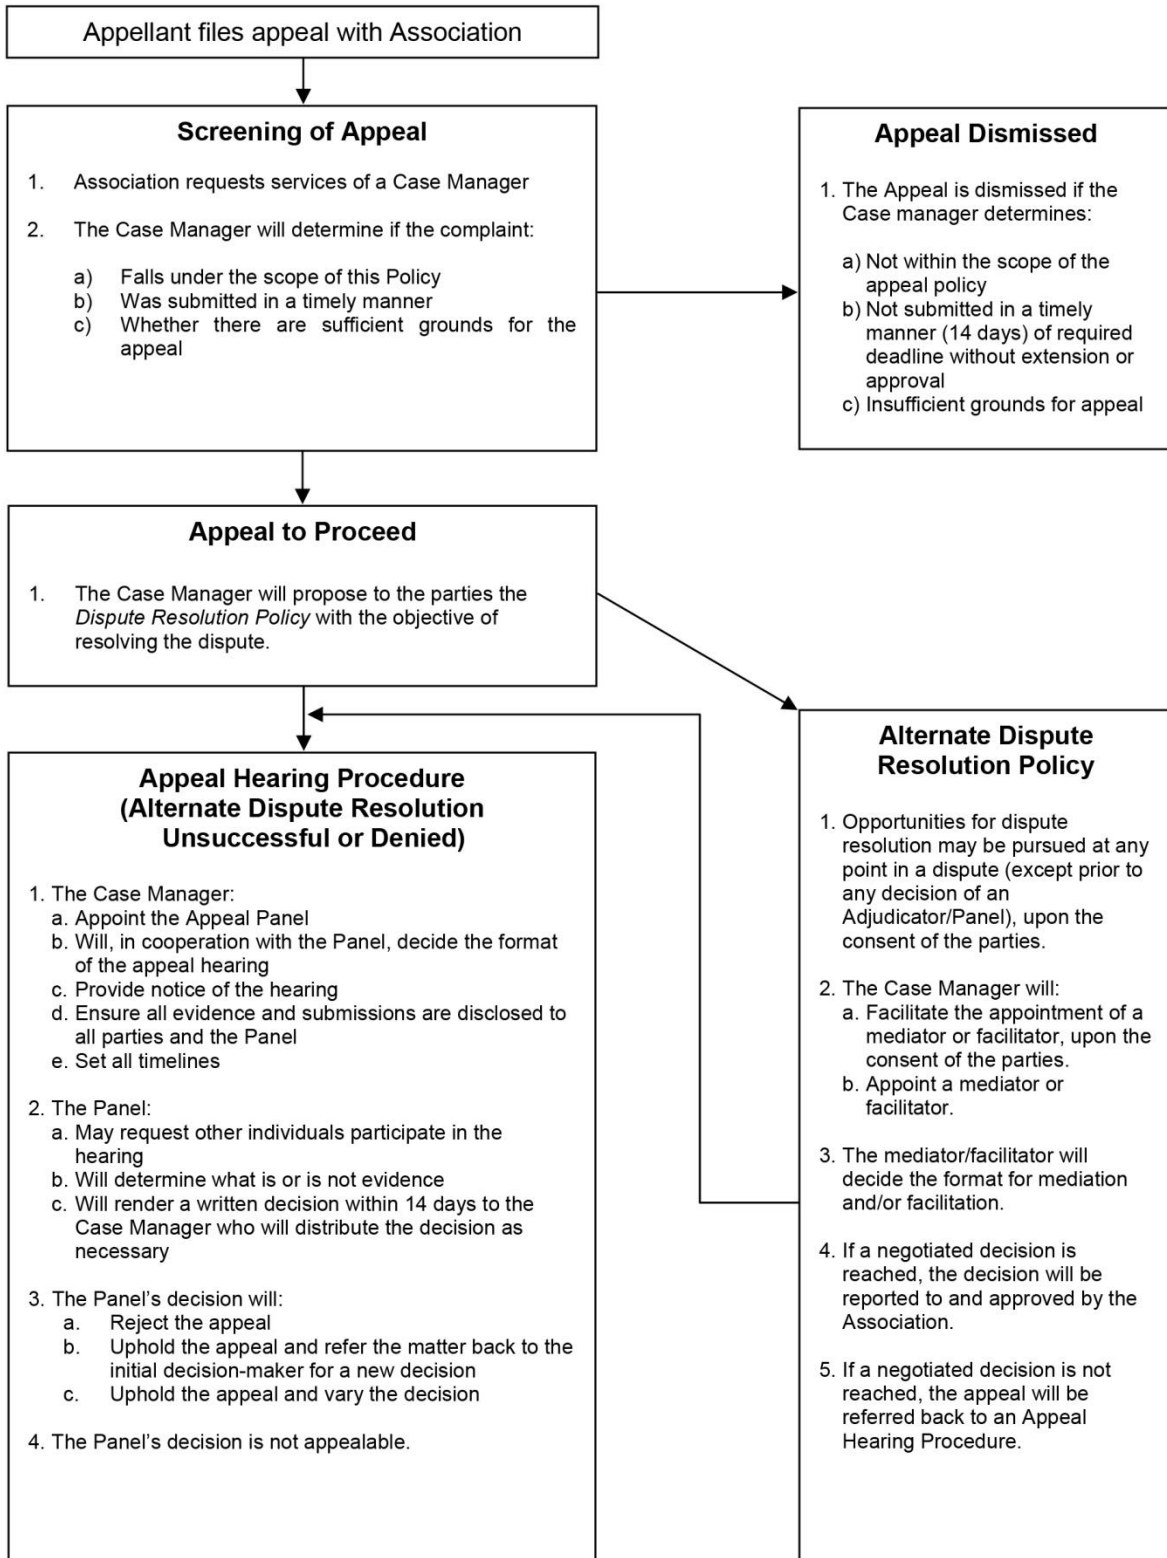 Appellant files appeal with Association
Screening of Appeal
1. Association requests services of a Case Manager
2. The Case Manager will determine if the complaint:
a) Falls under the scope of this Policy
b) Was submitted in a timely manner
c) Whether there are sufficient grounds for the
appeal
Appeal Dismissed
1. The Appeal is dismissed if the
Case manager determines:
a) Not within the scope of the
appeal policy
b) Not submitted in a timely
manner (14 days) of required
deadline without extension or
approval
c) Insufficient grounds for appeal
Appeal to Proceed
1. The Case Manager will propose to the parties the
Dispute Resolution Policy with the objective of
resolving the dispute.
Appeal Hearing Procedure
(Alternate Dispute Resolution
Unsuccessful or Denied)
1. The Case Manager:
a. Appoint the Appeal Panel
b. Will, in cooperation with the Panel, decide the format
of the appeal hearing
c. Provide notice of the hearing
d. Ensure all evidence and submissions are disclosed to
all parties and the Panel
e. Set all timelines
2. The Panel:
a. May request other individuals participate in the
hearing
b. Will determine what is or is not evidence
c. Will render a written decision within 14 days to the
Case Manager who will distribute the decision as
necessary
3. The Panel's decision will:
a. Reject the appeal
b. Uphold the appeal and refer the matter back to the
initial decision-maker for a new decision
c. Uphold the appeal and vary the decision
4. The Panel's decision is not appealable.
Alternate Dispute
Resolution Policy
1. Opportunities for dispute
resolution may be pursued at any
point in a dispute (except prior to
any decision of an
Adjudicator/Panel), upon the
consent of the parties.
2. The Case Manager will:
a. Facilitate the appointment of a
mediator or facilitator, upon the
consent of the parties.
b. Appoint a mediator or
facilitator.
3. The mediator/facilitator will
decide the format for mediation
and/or facilitation.
4. If a negotiated decision is
reached, the decision will be
reported to and approved by the
Association.
5. If a negotiated decision is not
reached, the appeal will be
referred back to an Appeal
Hearing Procedure.